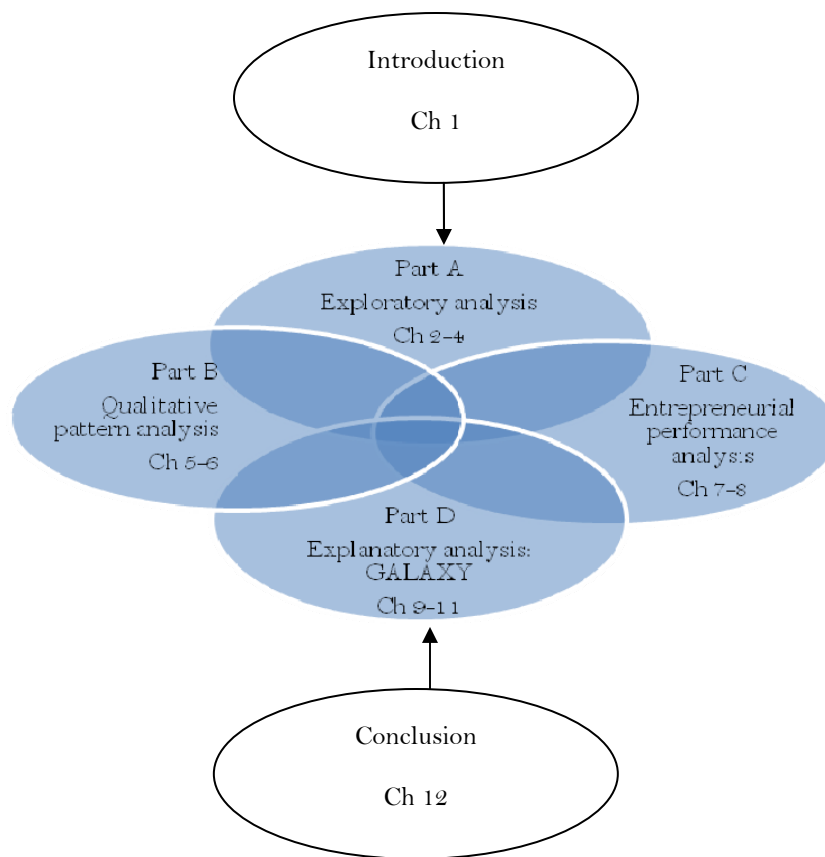 Introduction
Ch 1
Part A
Exploratory analysis
Ch 2-4
Part B
Qualitative
pattern analysis
Ch 5-6
Part C
Entrepreneurial
performance
analysis
Ch 7-8
Part D
Explanatory analysis:
GALAXY
Ch 9-11
Conclusion
Ch 12